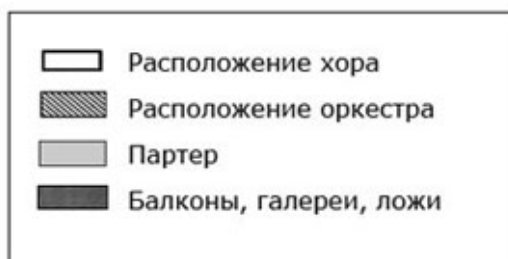 Расположение хора
Расположение оркестра
Партер
Балконы, галереи, ложи